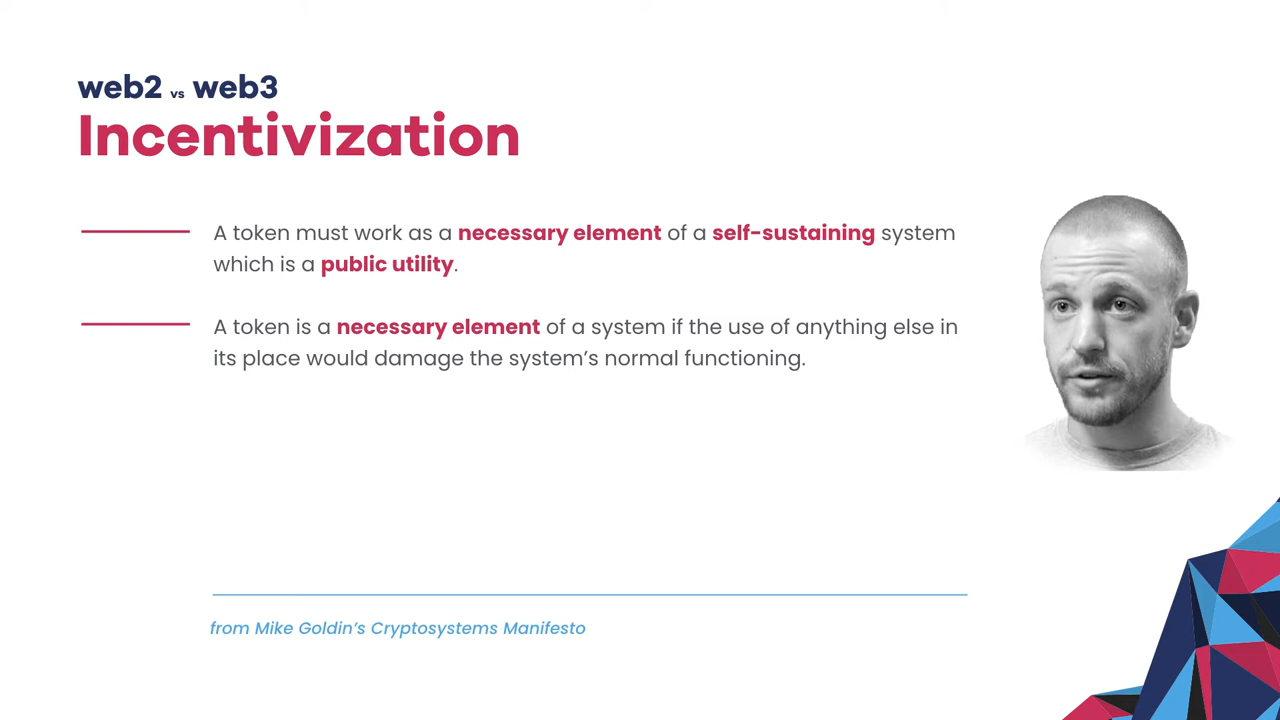 web2 vs web3
Incentivization
A token must work as a necessary element of a self-sustaining system
which is a public utility.
A token is a necessary element of a system if the use of anything else in
its place would damage the system’s normal functioning.
from Mike Goldin’s Cryptosystems Manifesto